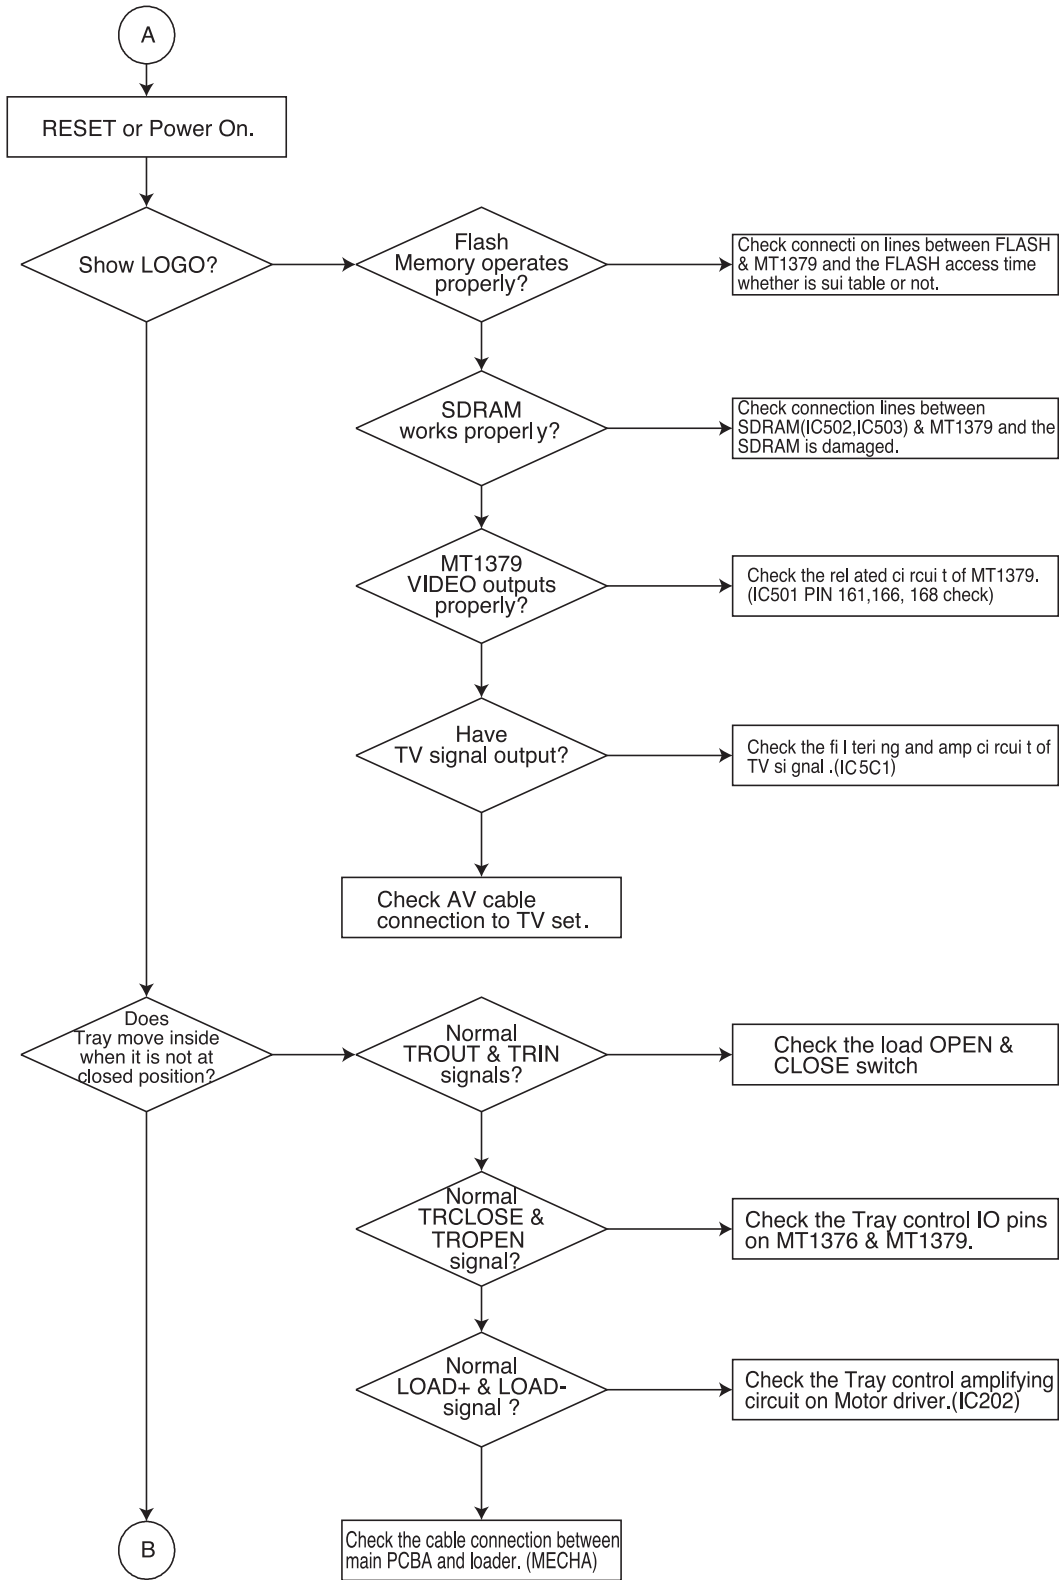 A
RESET or Power On.
Show LOGO?
Flash
Memory operates
properly?
Check connecti on lines between FLASH
& MT1379 and the FLASH access time
whether is sui table or not.
SDRAM
works properly?
Check connection lines between
SDRAM(IC502,IC503) & MT1379 and the
SDRAM is damaged.
MT1379
VIDEO outputs
properly?
Check the rel ated ci rcui t of MT1379.
(IC501 PIN 161,166, 168 check)
Have
TV signal output?
Check the fi l teri ng and amp ci rcui t of
TV si gnal .(IC5C1)
Check AV cable
connection to TV set.
Does
Tray move inside
when it is not at
closed position?
Normal
TROUT & TRIN
signals?
Check the load OPEN &
CLOSE switch
Normal
TRCLOSE &
TROPEN
signal?
Check the Tray control IO pins
on MT1376 & MT1379.
Normal
LOAD+ & LOAD-
signal ?
Check the Tray control amplifying
circuit on Motor driver.(IC202)
B
Check the cable connection between
main PCBA and loader. (MECHA)